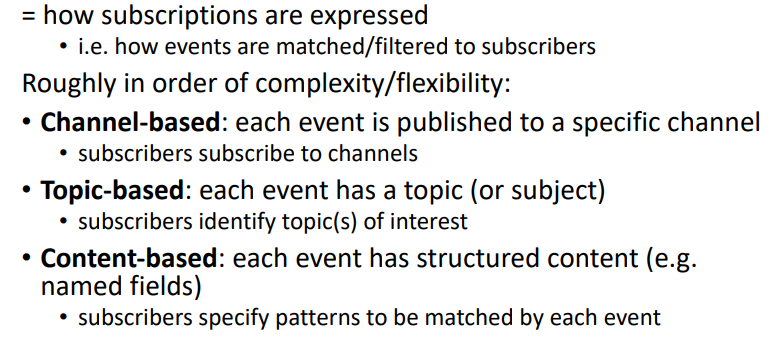 = how subscriptions are expressed
• i.e. how events are matched/filtered to subscribers
Roughly in order of complexity/flexibility:
• Channel-based: each event is published to a specific channel
• subscribers subscribe to channels
• Topic-based: each event has a topic (or subject)
• subscribers identify topic(s) of interest
• Content-based: each event has structured content (e.g.
named fields)
• subscribers specify patterns to be matched by each event